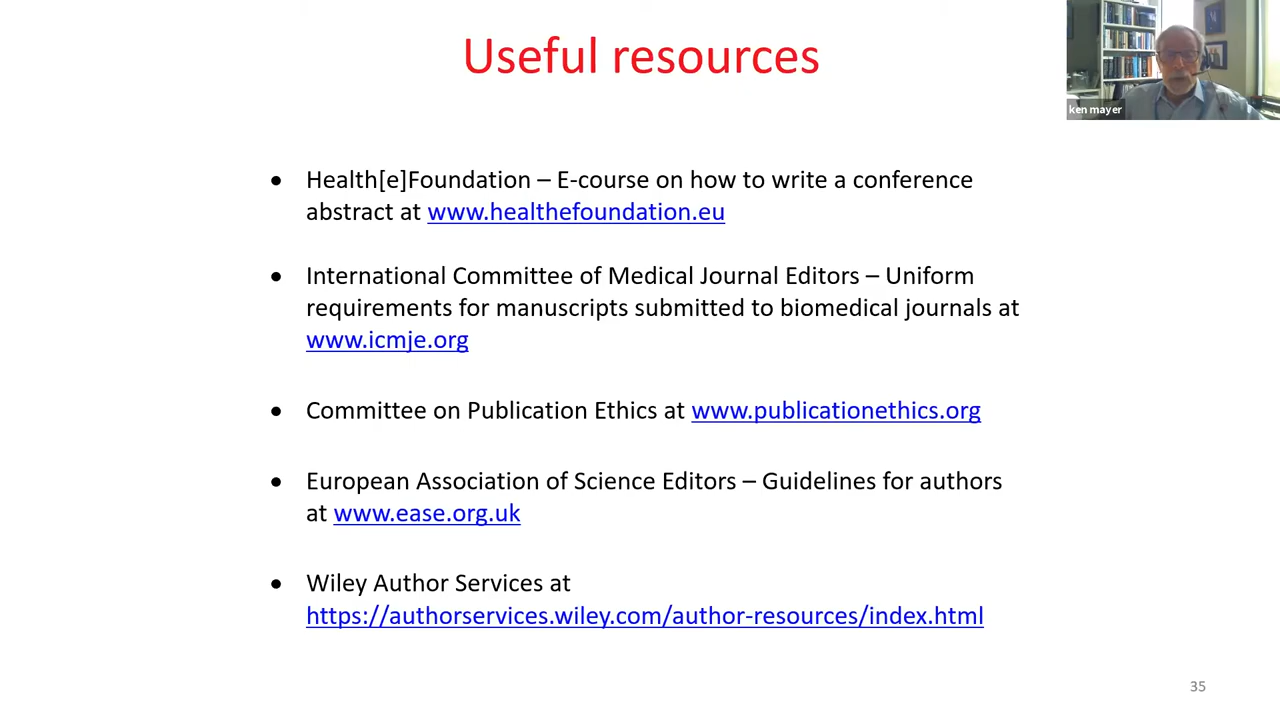 Useful resources
ken mayer
• Health[e]Foundation – E-course on how to write a conference
abstract at www.healthefoundation.eu
• International Committee of Medical Journal Editors – Uniform
requirements for manuscripts submitted to biomedical journals at
www.icmje.org
• Committee on Publication Ethics at www.publicationethics.org
• European Association of Science Editors – Guidelines for authors
at www.ease.org.uk
• Wiley Author Services at
https://authorservices.wiley.com/author-resources/index.html
35